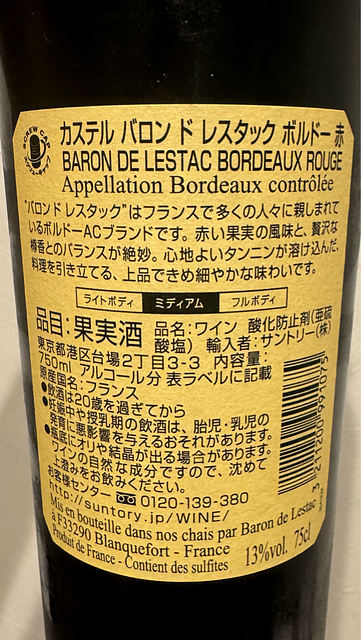 SCREW CAP
カステル バロン ド レスタック ボルドー 赤
BARON DE LESTAC BORDEAUX ROUGE
Appellation Bordeaux contrôlée
"バロンド レスタック"はフランスで多くの人々に親しまれて
いるボルドーACブランドです。赤い果実の風味と、贅沢な
樽香とのバランスが絶妙。心地よいタンニンが溶け込んだ、
料理を引き立てる、上品できめ細やかな味わいです。
ライトボディ ミディアム フルボディ
品目:果実酒 品名:ワイン 酸化防止剤(亜硫
酸塩) 輸入者:サントリー(株)
東京都港区台場2丁目3-3 内容量:
750ml アルコール分 表ラベルに記載
原産国名:フランス
●飲酒は20歳を過ぎてから
●妊娠中や授乳期の飲酒は、胎児・乳児の
発育に悪影響を与えるおそれがあります。
●瓶底にオリや結晶が出る場合があります。
ワインの自然な成分ですので、沈めて
上澄みをお飲みください。
お客様センター 0120-139-380
http://suntory.jp/WINE/
Mis en bouteille dans nos chais par Baron de Lestac
à F33290 Blanquefort - France
Produit de France - Contient des sulfites
13%vol. 75cl